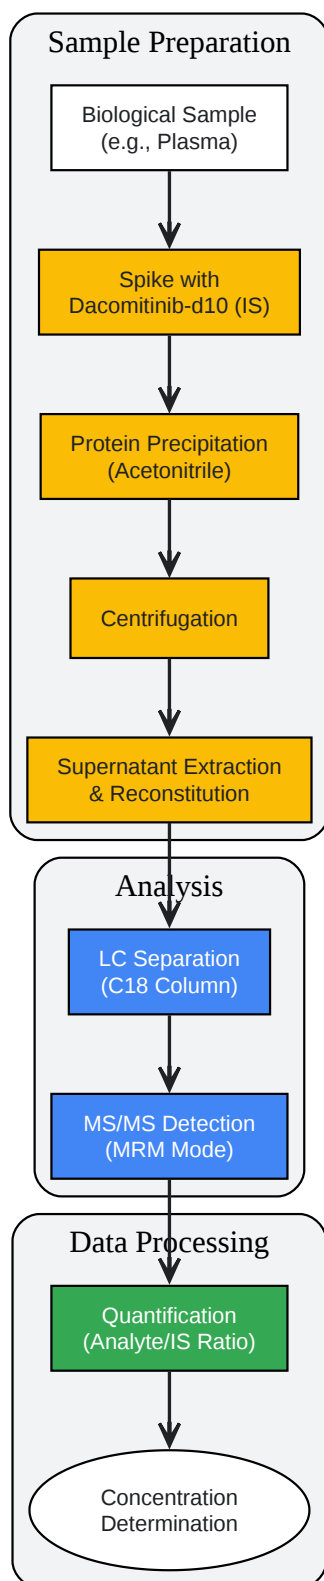 Sample Preparation
Biological Sample
(e.g., Plasma)
Spike with
Dacomitinib-d10 (IS)
Protein Precipitation
(Acetonitrile)
Centrifugation
Supernatant Extraction
& Reconstitution
Analysis
LC Separation
(C18 Column)
MS/MS Detection
(MRM Mode)
Data Processing
Quantification
(Analyte/IS Ratio)
Concentration
Determination